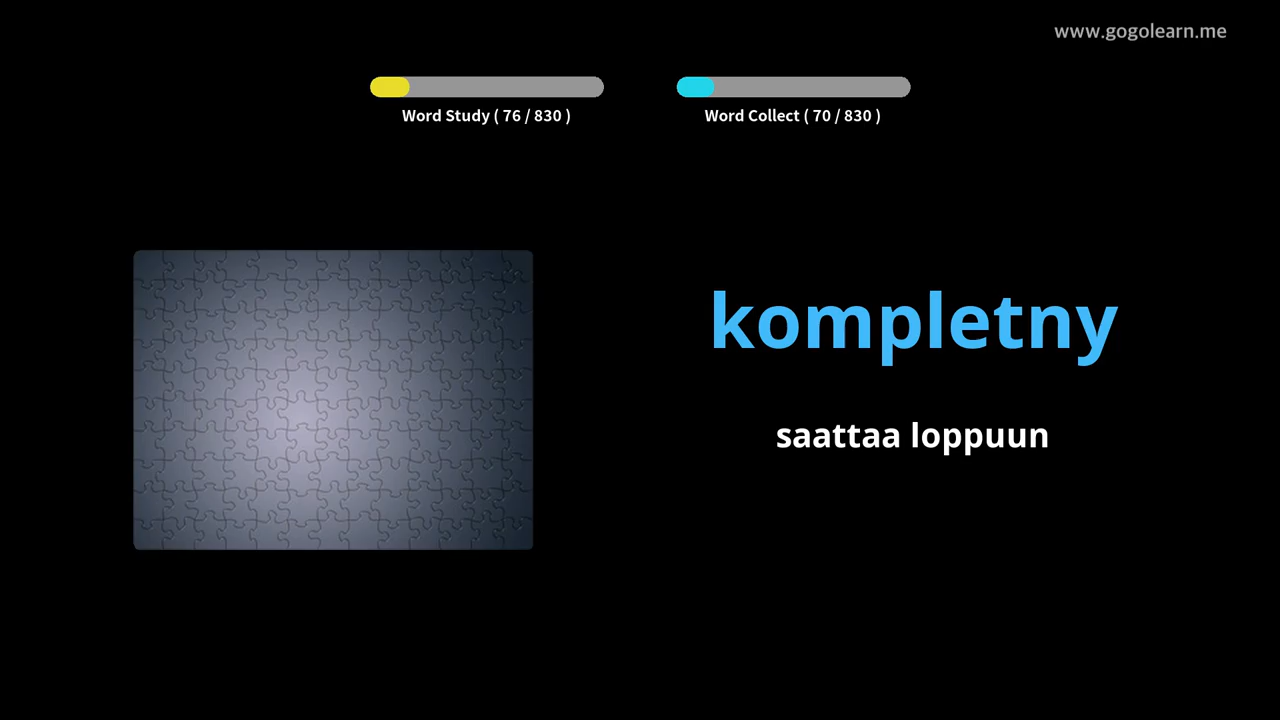 www.gogolearn.me
Word Study ( 76 / 830 )
Word Collect ( 70 / 830 )
kompletny
saattaa loppuun